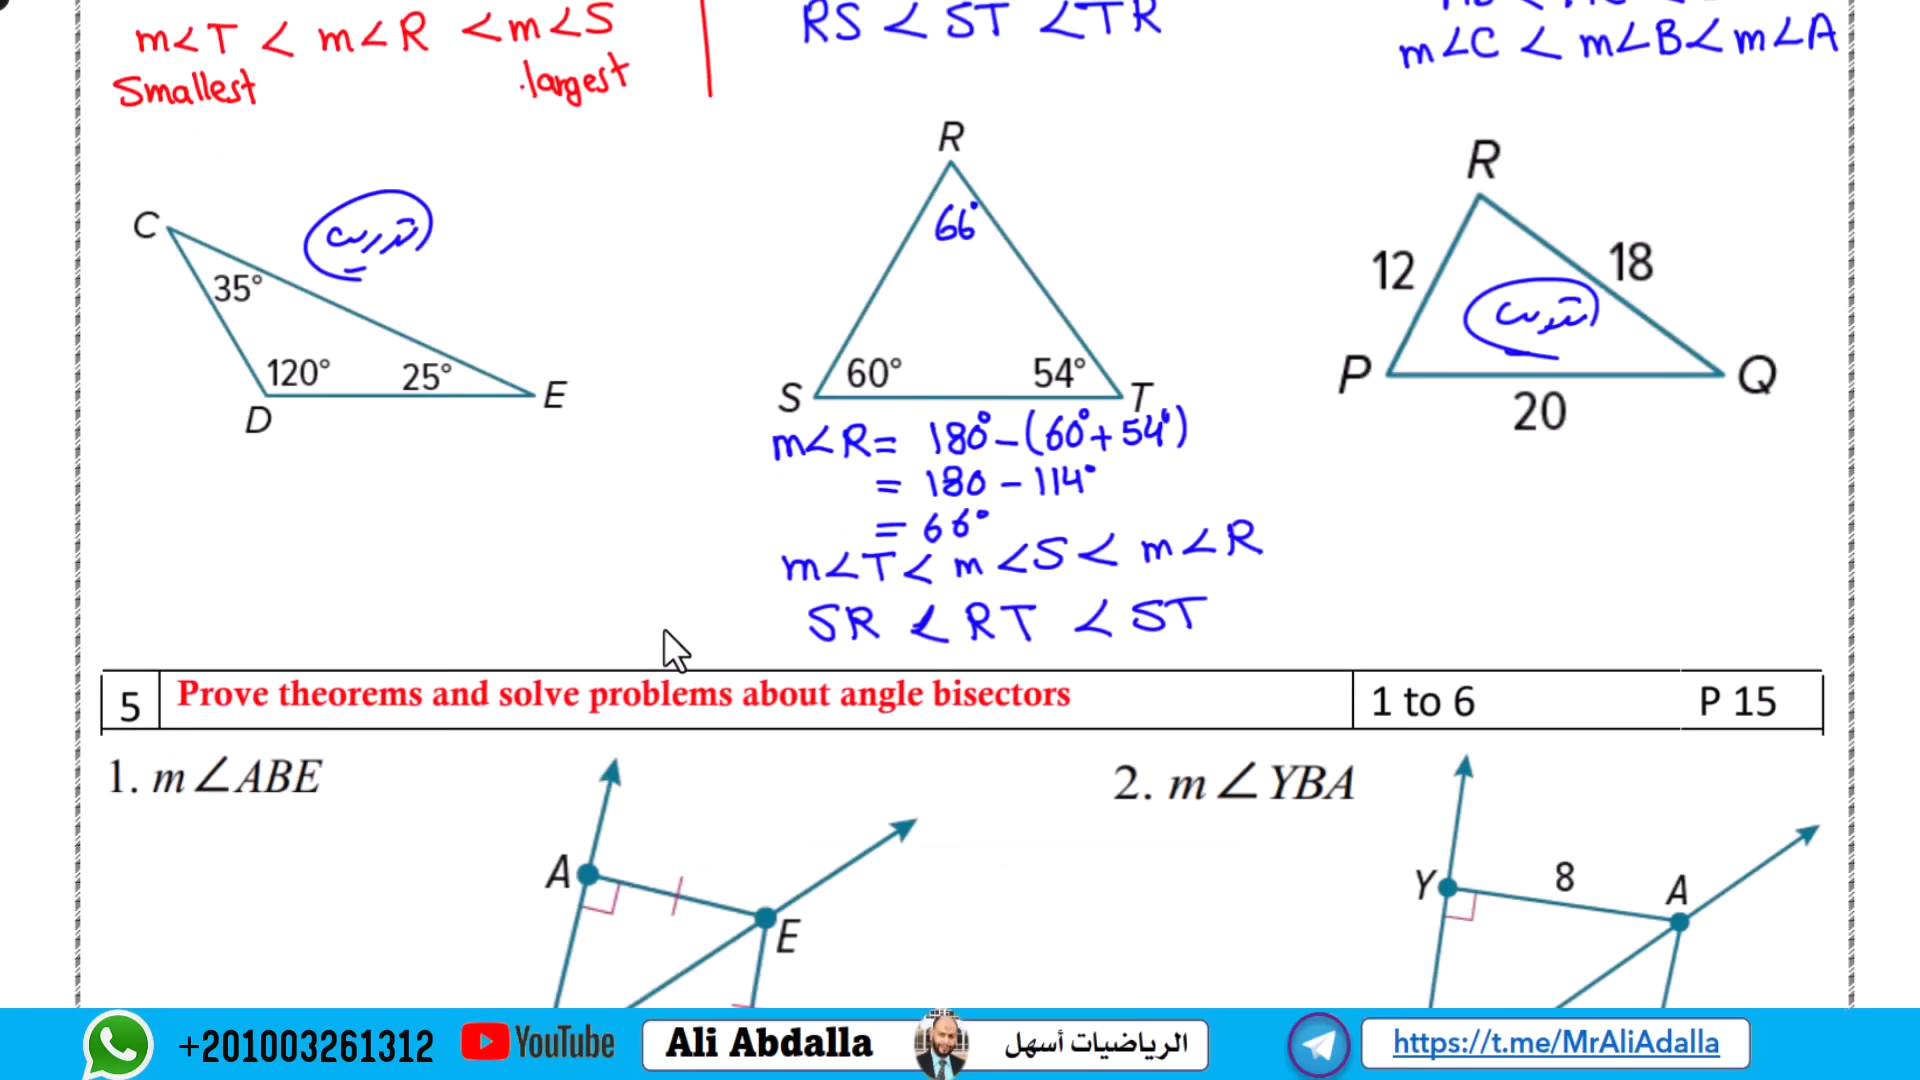 m∠T < m∠R < m∠S
Smallest
largest
RS < ST < TR
m∠C < m∠B < m∠A
C
35°
120°
25°
D
E
R
66°
60°
54°
S
T
m∠R = 180° - (60° + 54°)
= 180 - 114°
= 66°
m∠T < m∠S < m∠R
SR < RT < ST
R
12
18
P
Q
20
5
Prove theorems and solve problems about angle bisectors
1 to 6
P 15
1. m∠ABE
A
E
2. m∠YBA
Y
8
A
+201003261312
YouTube
Ali Abdalla
الرياضيات أسهل
https://t.me/MrAliAdalla